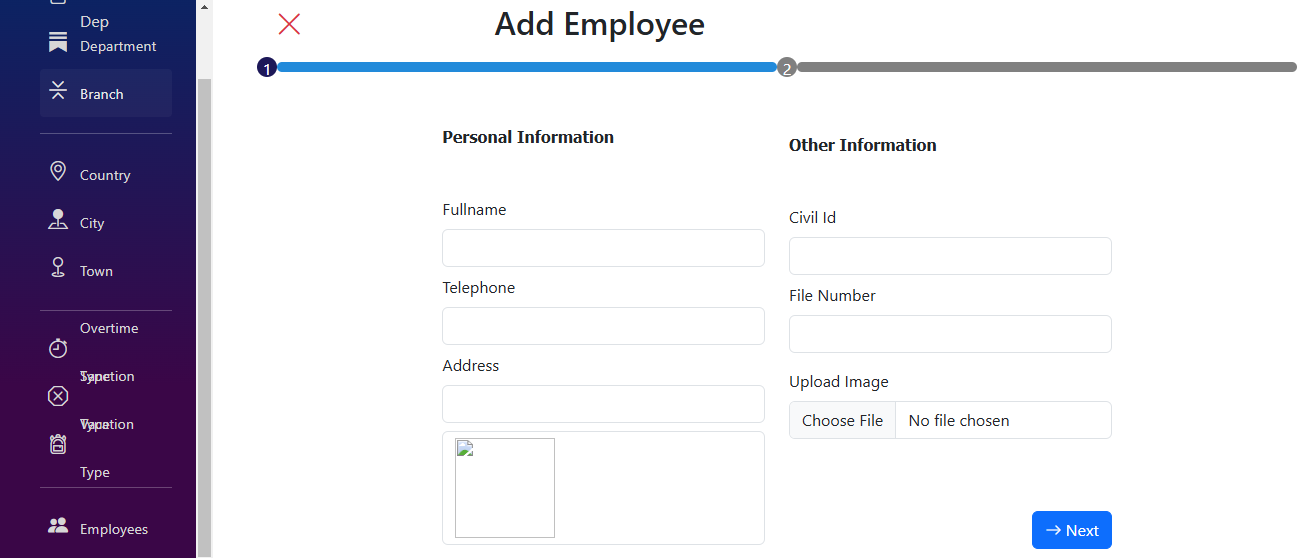 Dep
Department
Branch
Country
City
Town
Overtime
Type
Sanction
Type
Vacation
Type
Employees
Add Employee
1
2
Personal Information
Fullname
Telephone
Address
Other Information
Civil Id
File Number
Upload Image
Choose File
No file chosen
Next